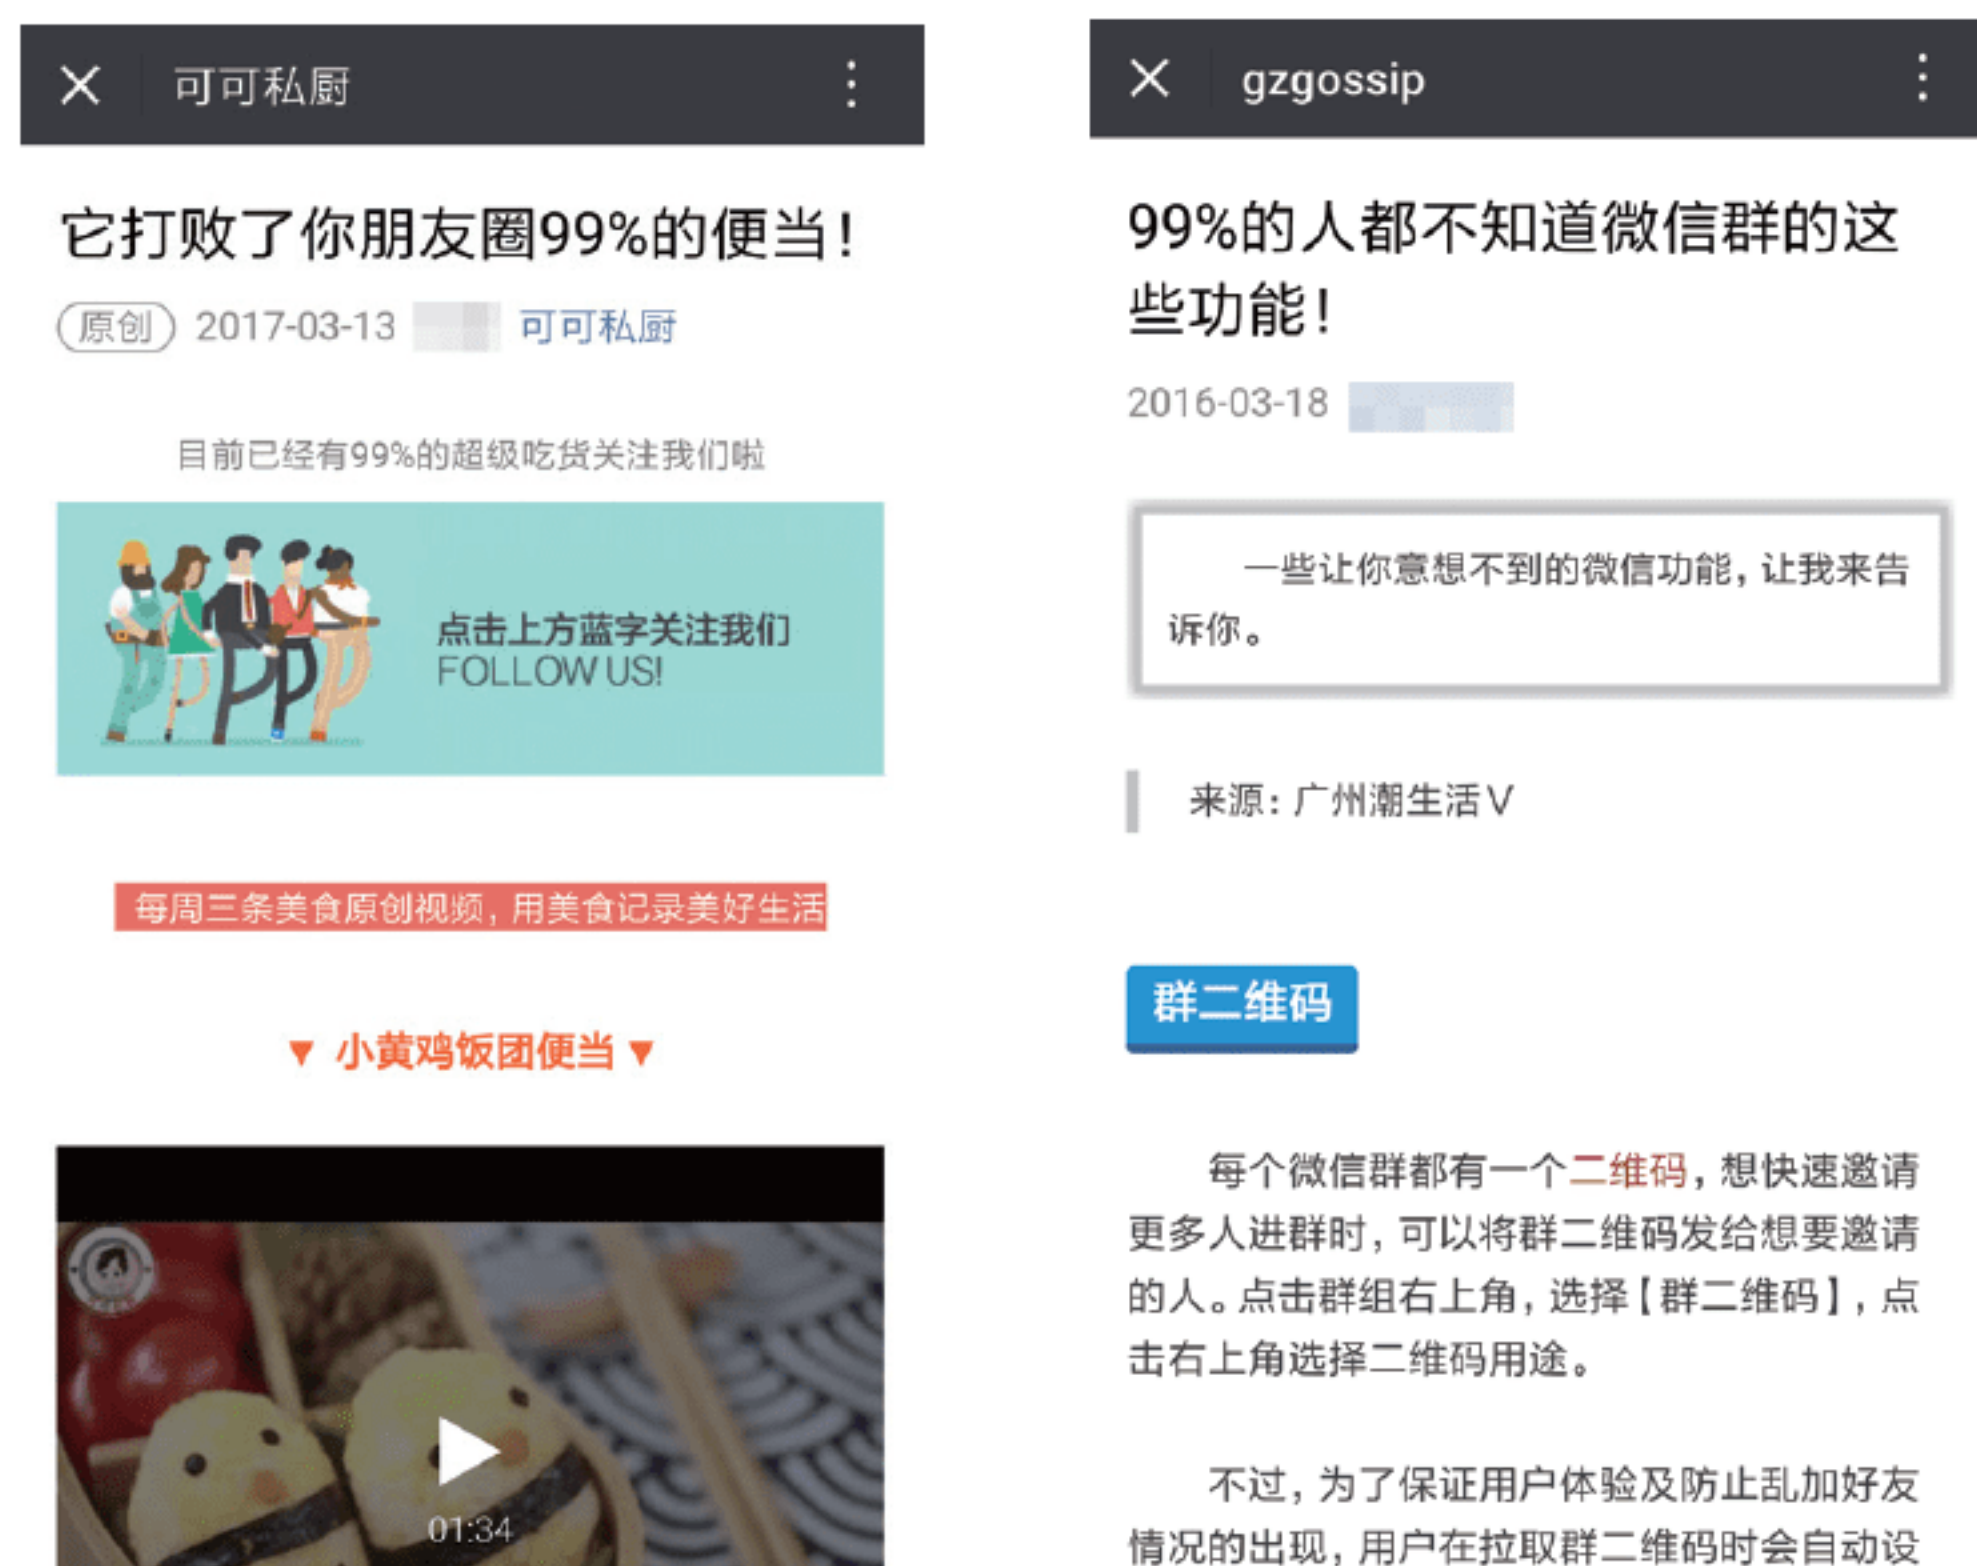 可可私厨
它打败了你朋友圈99%的便当！
原创 2017-03-13 可可私厨
目前已经有99%的超级吃货关注我们啦
点击上方蓝字关注我们
FOLLOW US!
每周三条美食原创视频，用美食记录美好生活
▼ 小黄鸡饭团便当 ▼
01:34
gzgossip
99%的人都不知道微信群的这
些功能！
2016-03-18
一些让你意想不到的微信功能，让我来告
诉你。
来源：广州潮生活V
群二维码
每个微信群都有一个二维码，想快速邀请
更多人进群时，可以将群二维码发给想要邀请
的人。点击群组右上角，选择【群二维码】，点
击右上角选择二维码用途。
不过，为了保证用户体验及防止乱加好友
情况的出现，用户在拉取群二维码时会自动设